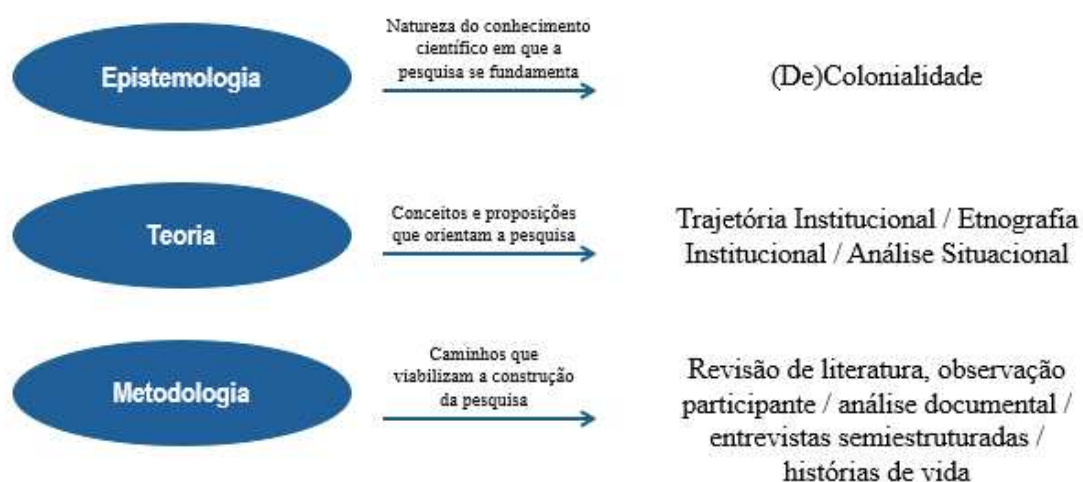 Epistemologia
Natureza do conhecimento
científico em que a
pesquisa se fundamenta
(De)Colonialidade
Teoria
Conceitos e proposições
que orientam a pesquisa
Trajetória Institucional / Etnografia
Institucional / Análise Situacional
Metodologia
Caminhos que
viabilizam a construção
da pesquisa
Revisão de literatura, observação
participante / análise documental /
entrevistas semiestruturadas /
histórias de vida